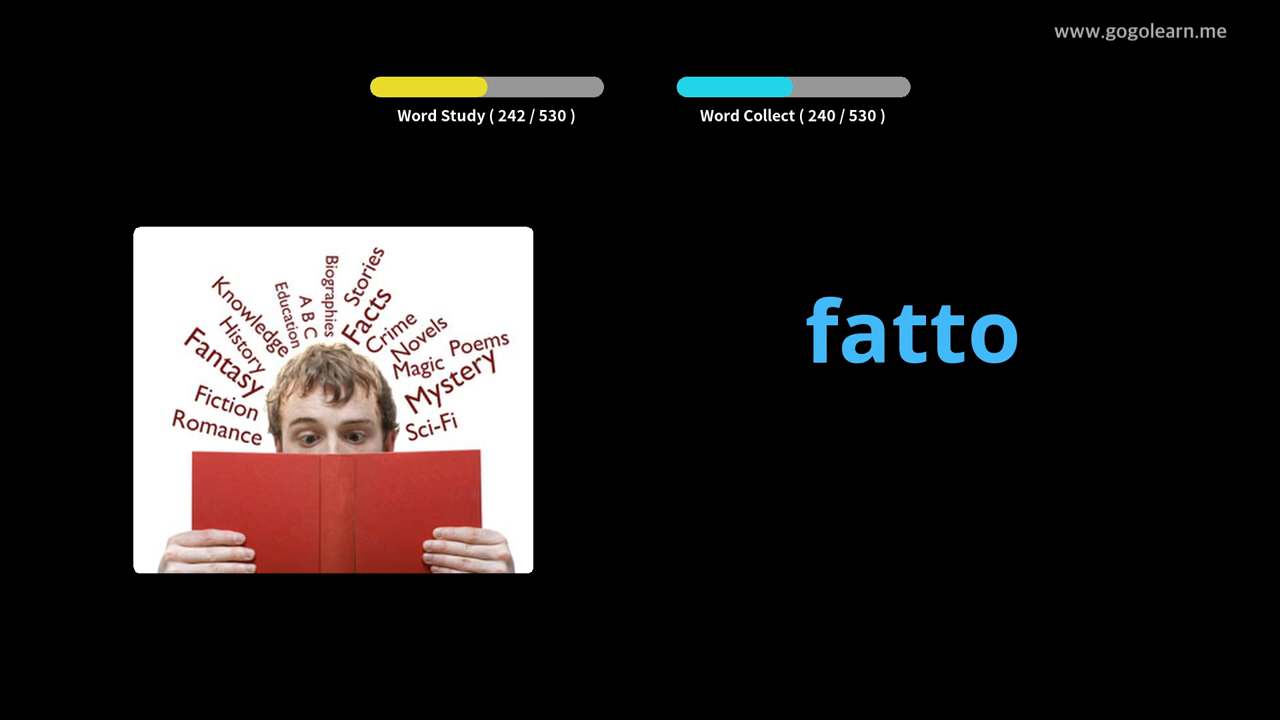 www.gogolearn.me
Word Study ( 242 / 530 )
Word Collect ( 240 / 530 )
fatto
Romance
Fiction
Fantasy
History
Knowledge
Education
A B C
Biographies
Stories
Facts
Crime
Novels
Poems
Magic
Mystery
Sci-Fi